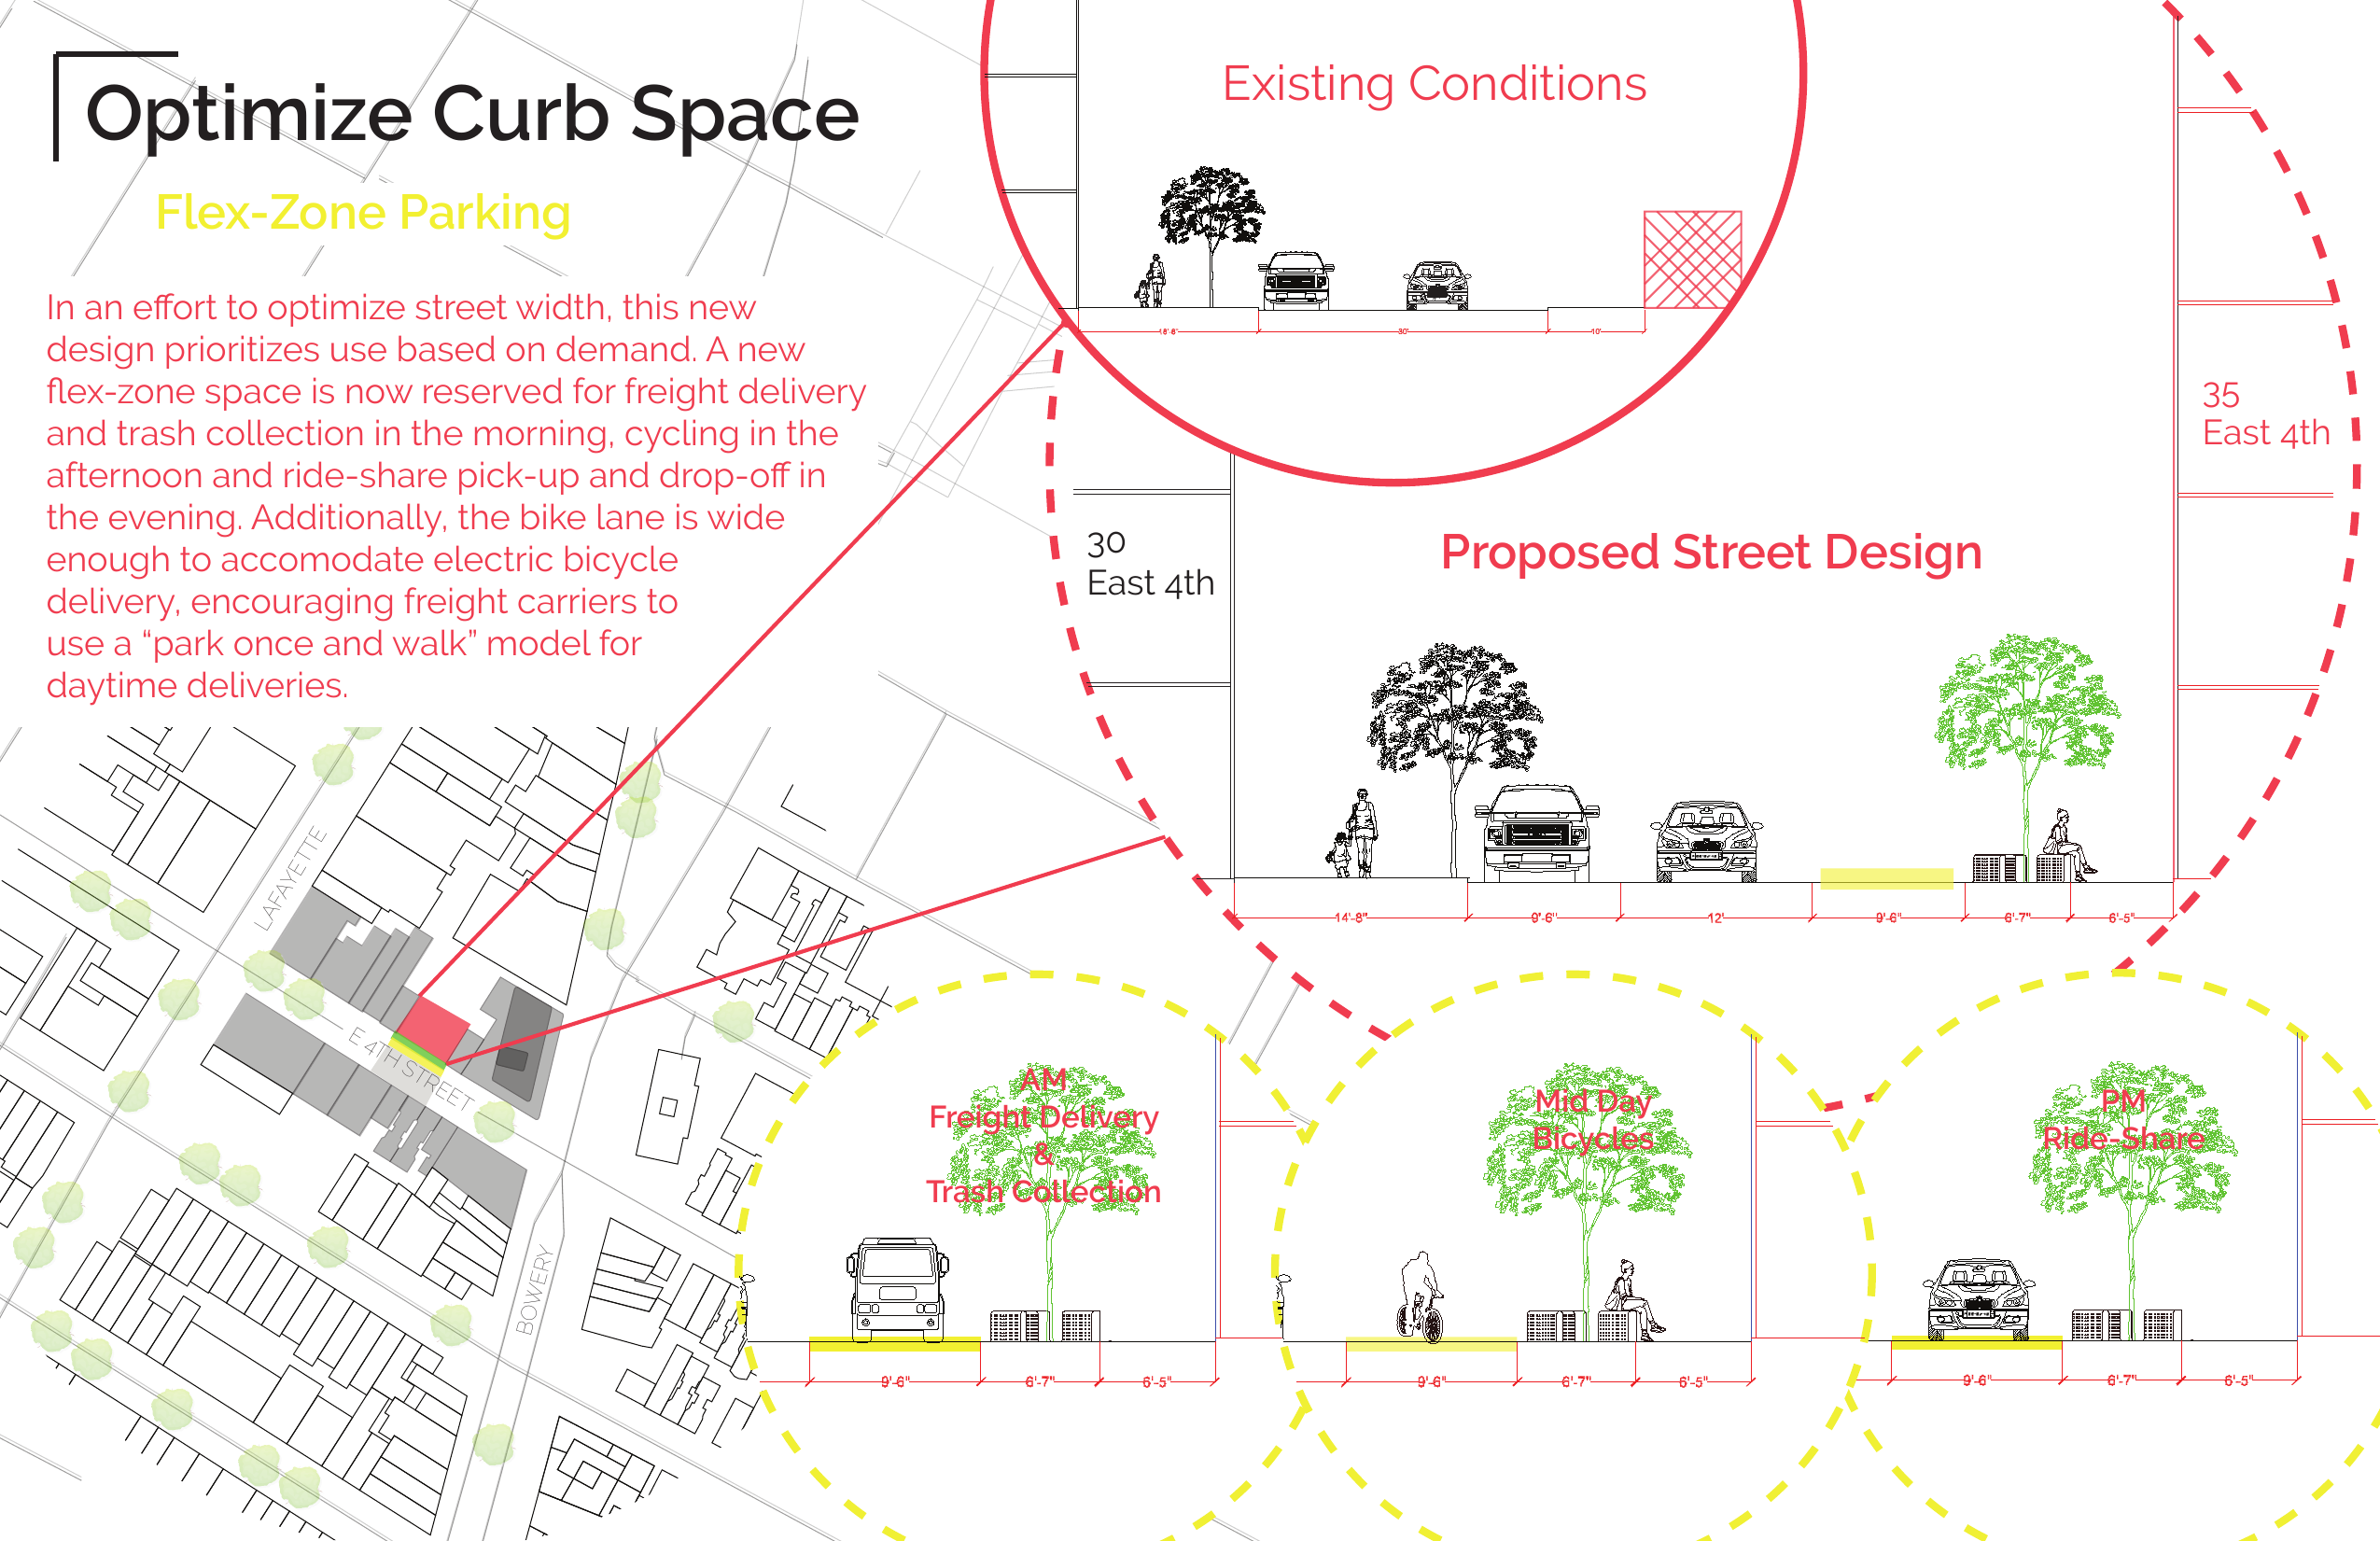 Optimize Curb Space
Flex-Zone Parking
In an effort to optimize street width, this new
design prioritizes use based on demand. A new
flex-zone space is now reserved for freight delivery
and trash collection in the morning, cycling in the
afternoon and ride-share pick-up and drop-off in
the evening. Additionally, the bike lane is wide
enough to accomodate electric bicycle
delivery, encouraging freight carriers to
use a “park once and walk” model for
daytime deliveries.
Existing Conditions
30'
10'
35
East 4th
30
East 4th
Proposed Street Design
14'-8"
9'-6"
12'
9'-6"
6'-7"
6'-5"
LAFAYETTE
E 4TH STREET
BOWERY
AM
Freight Delivery
&
Trash Collection
9'-6"
6'-7"
6'-5"
Mid Day
Bicycles
9'-6"
6'-7"
6'-5"
PM
Ride-Share
9'-6"
6'-7"
6'-5"